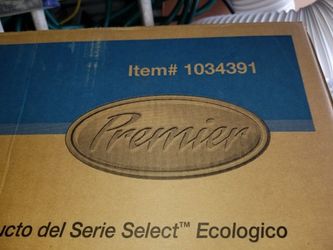 Item# 1034391
Premier
ucto del Serie Select™ Ecologico